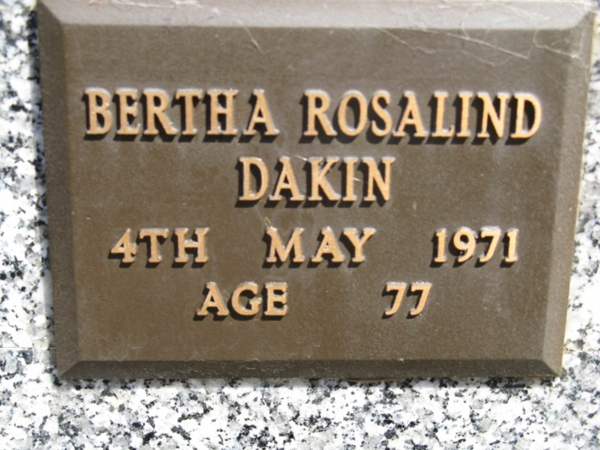 BERTHA ROSALIND
DAKIN
4TH MAY 1971
AGE 77